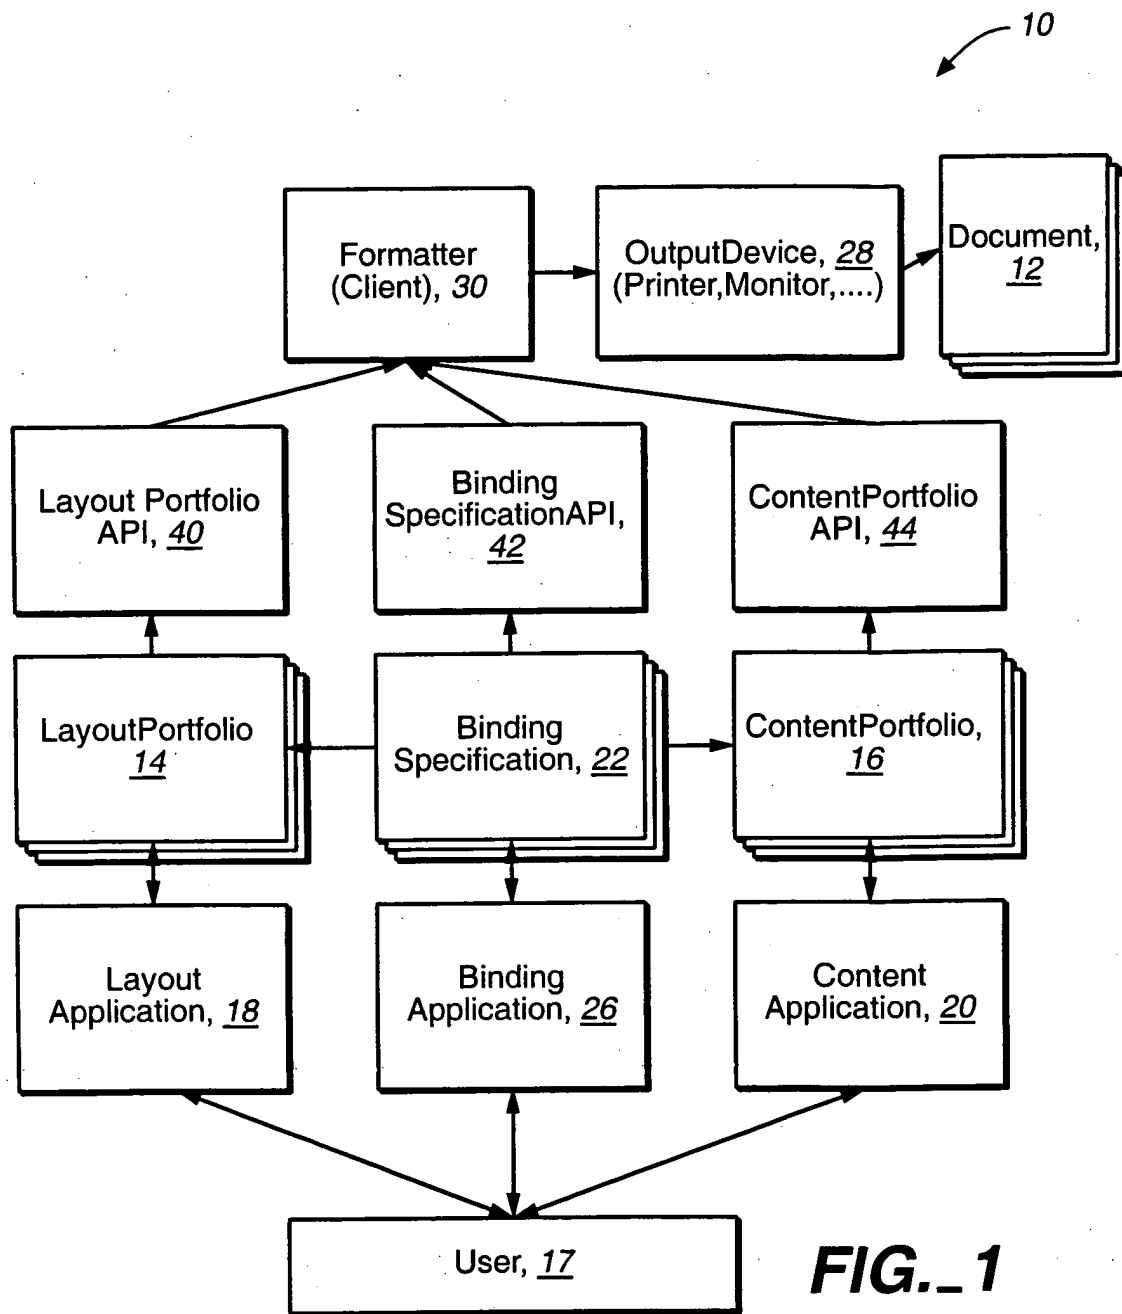 10
Formatter
(Client), 30
OutputDevice, 28
(Printer,Monitor,....)
Document,
12
Layout Portfolio
API, 40
Binding
SpecificationAPI,
42
ContentPortfolio
API, 44
LayoutPortfolio
14
Binding
Specification, 22
ContentPortfolio,
16
Layout
Application, 18
Binding
Application, 26
Content
Application, 20
User, 17
FIG._1